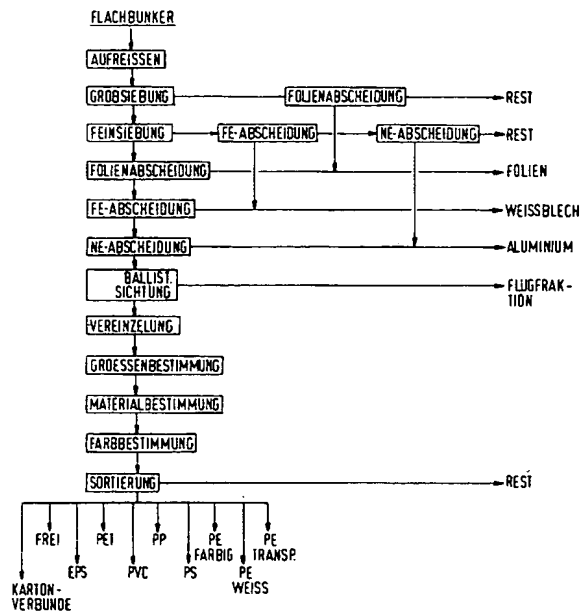 FLACHBUNKER
AUFREISSEN
GROBSIEBUNG FOLIENABSCHEIDUNG REST
FEINSIEBUNG FE-ABSCHEIDUNG NE-ABSCHEIDUNG REST
FOLIENABSCHEIDUNG FOLIEN
FE-ABSCHEIDUNG WEISSBLECH
NE-ABSCHEIDUNG ALUMINIUM
BALLIST.
SICHTUNG
FLUGFRAK-
TION
VEREINZELUNG
GROESSENBESTIMMUNG
MATERIALBESTIMMUNG
FARBBESTIMMUNG
SORTIERUNG REST
FREI PET PP PE
FARBIG
PE
TRANSP.
KARTON-
VERBUNDE
EPS PVC PS PE
WEISS